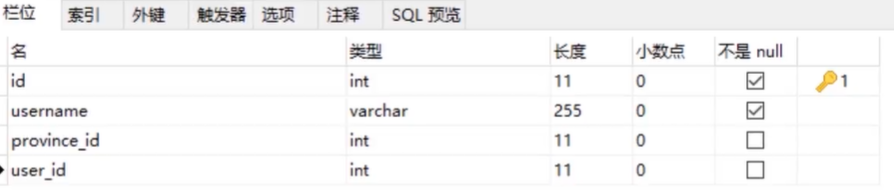 栏位 索引 外键 触发器 选项 注释 SQL 预览
名 类型 长度 小数点 不是 null
id int 11 0 1
username varchar 255 0
province_id int 11 0
user_id int 11 0